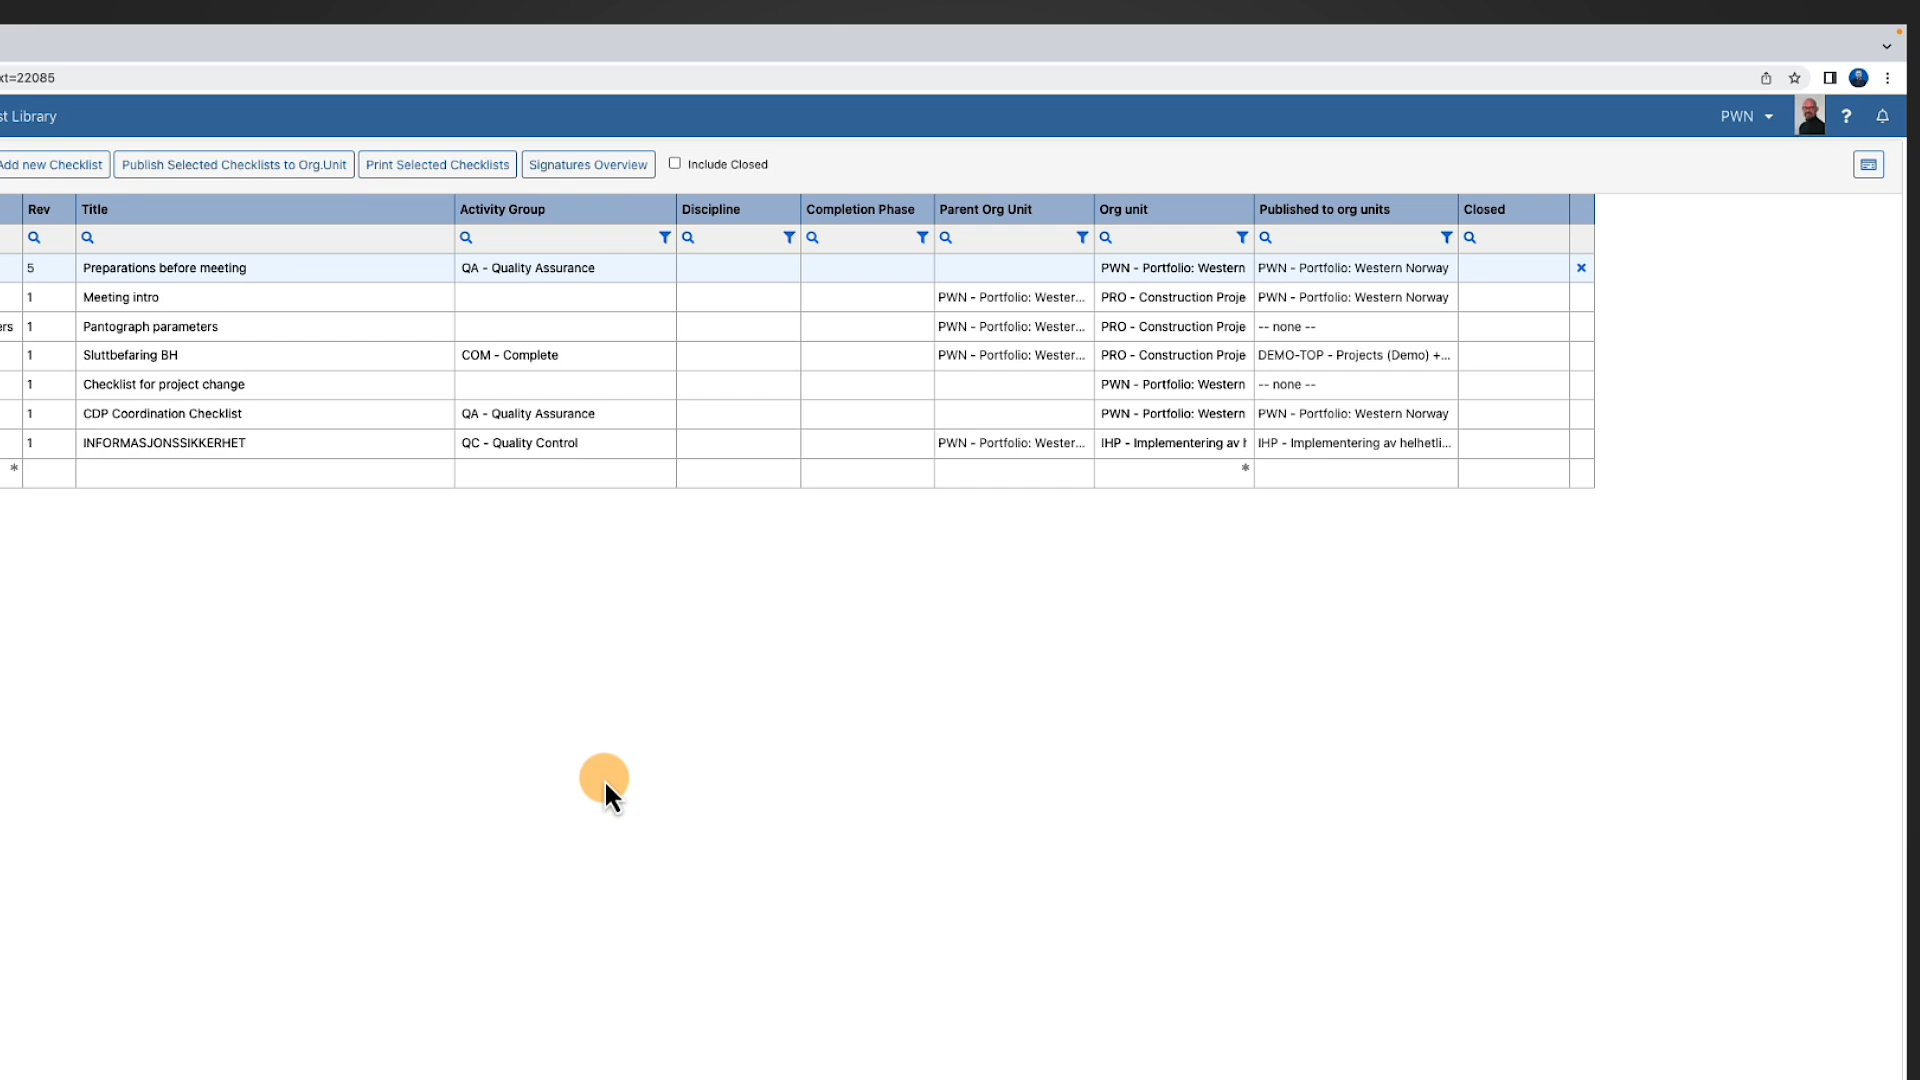 xt=22085
st Library PWN ?
Add new Checklist Publish Selected Checklists to Org.Unit Print Selected Checklists Signatures Overview Include Closed
Rev Title Activity Group Discipline Completion Phase Parent Org Unit Org unit Published to org units Closed
5 Preparations before meeting QA - Quality Assurance PWN - Portfolio: Western PWN - Portfolio: Western Norway
1 Meeting intro PWN - Portfolio: Wester... PRO - Construction Proje PWN - Portfolio: Western Norway
ers 1 Pantograph parameters PWN - Portfolio: Wester... PRO - Construction Proje -- none --
1 Sluttbefaring BH COM - Complete PWN - Portfolio: Wester... PRO - Construction Proje DEMO-TOP - Projects (Demo) +...
1 Checklist for project change PWN - Portfolio: Western -- none --
1 CDP Coordination Checklist QA - Quality Assurance PWN - Portfolio: Western PWN - Portfolio: Western Norway
1 INFORMASJONSSIKKERHET QC - Quality Control PWN - Portfolio: Wester... IHP - Implementering av h IHP - Implementering av helhetli...
* *